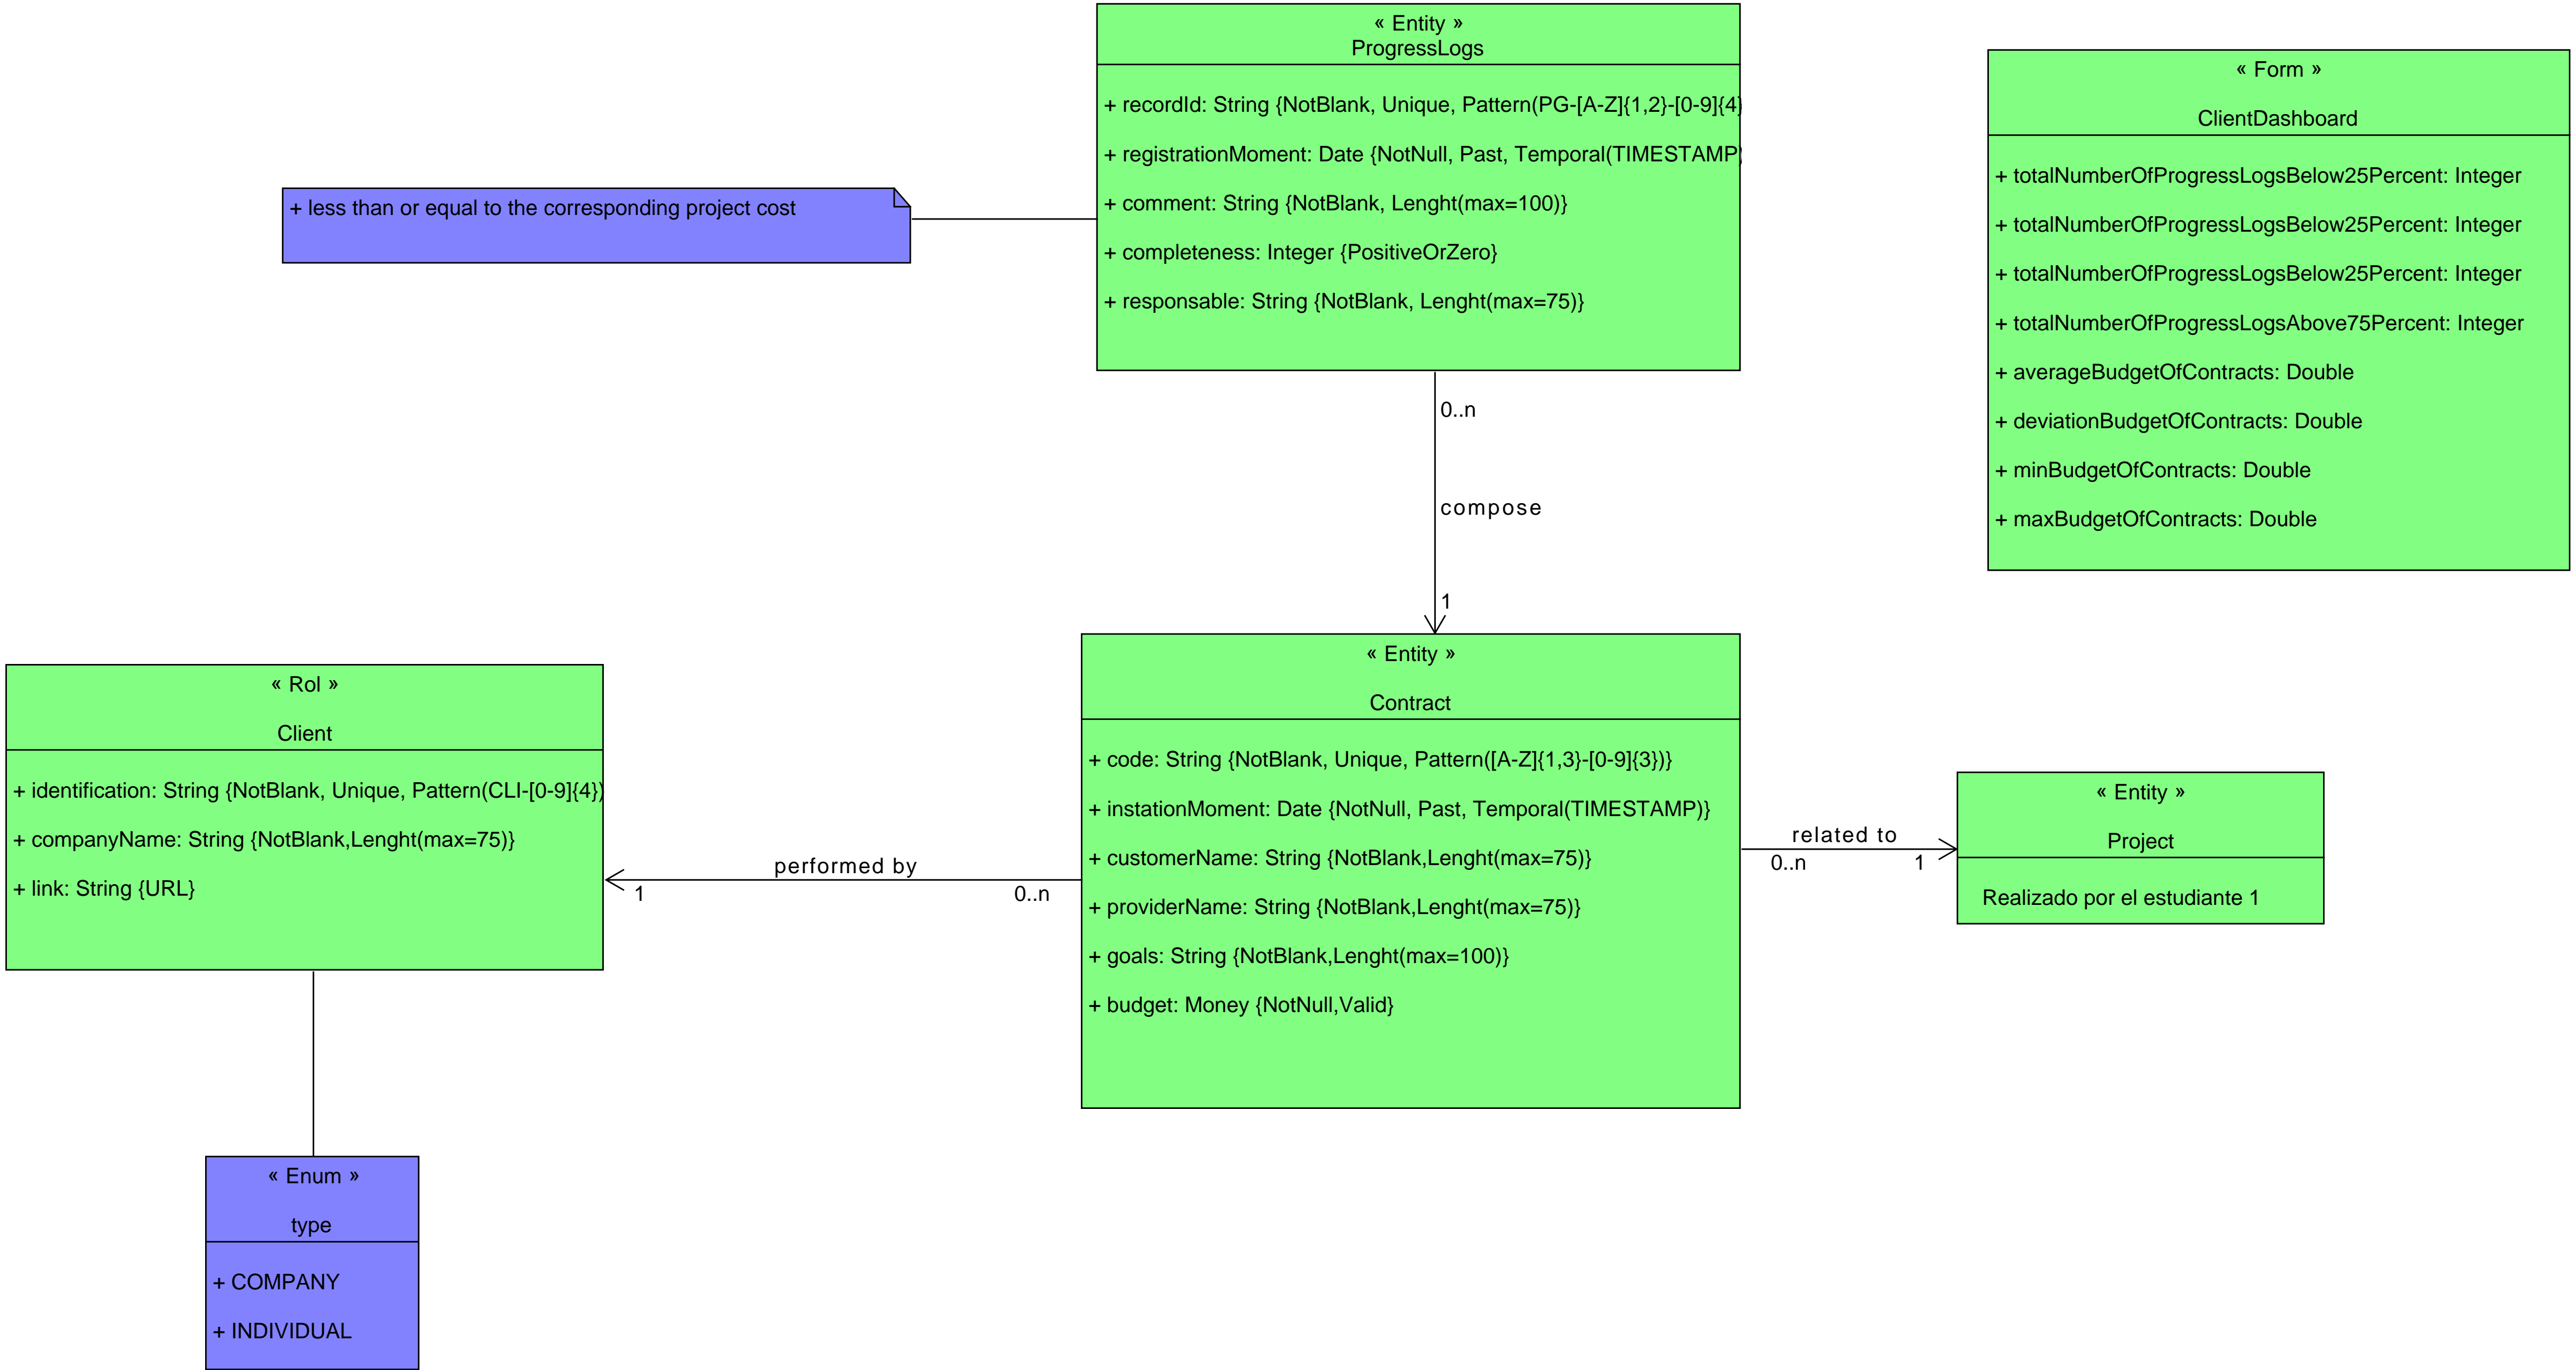 « Entity »
ProgressLogs
+ recordId: String {NotBlank, Unique, Pattern(PG-[A-Z]{1,2}-[0-9]{4}
+ registrationMoment: Date {NotNull, Past, Temporal(TIMESTAMP)
+ comment: String {NotBlank, Lenght(max=100)}
+ completeness: Integer {PositiveOrZero}
+ responsable: String {NotBlank, Lenght(max=75)}
« Form »
ClientDashboard
+ totalNumberOfProgressLogsBelow25Percent: Integer
+ totalNumberOfProgressLogsBelow25Percent: Integer
+ totalNumberOfProgressLogsBelow25Percent: Integer
+ totalNumberOfProgressLogsAbove75Percent: Integer
+ averageBudgetOfContracts: Double
+ deviationBudgetOfContracts: Double
+ minBudgetOfContracts: Double
+ maxBudgetOfContracts: Double
+ less than or equal to the corresponding project cost
0..n
compose
1
« Rol »
Client
+ identification: String {NotBlank, Unique, Pattern(CLI-[0-9]{4})
+ companyName: String {NotBlank,Lenght(max=75)}
+ link: String {URL}
performed by
1
0..n
« Entity »
Contract
+ code: String {NotBlank, Unique, Pattern([A-Z]{1,3}-[0-9]{3})}
+ instationMoment: Date {NotNull, Past, Temporal(TIMESTAMP)}
+ customerName: String {NotBlank,Lenght(max=75)}
+ providerName: String {NotBlank,Lenght(max=75)}
+ goals: String {NotBlank,Lenght(max=100)}
+ budget: Money {NotNull,Valid}
related to
0..n
1
« Entity »
Project
Realizado por el estudiante 1
« Enum »
type
+ COMPANY
+ INDIVIDUAL